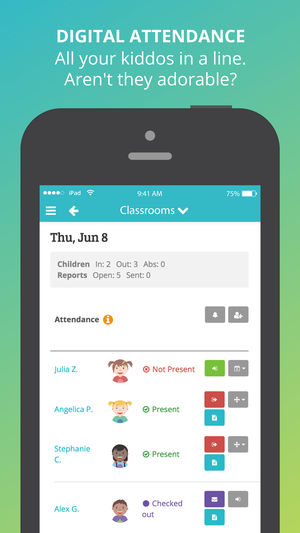 DIGITAL ATTENDANCE
All your kiddos in a line.
Aren't they adorable?
iPad 9:41 AM 75%
Classrooms
Thu, Jun 8
Children In: 2 Out: 3 Abs: 0
Reports Open: 5 Sent: 0
Attendance
Julia Z. Not Present
Angelica P. Present
Stephanie
C. Present
Alex G. Checked
out